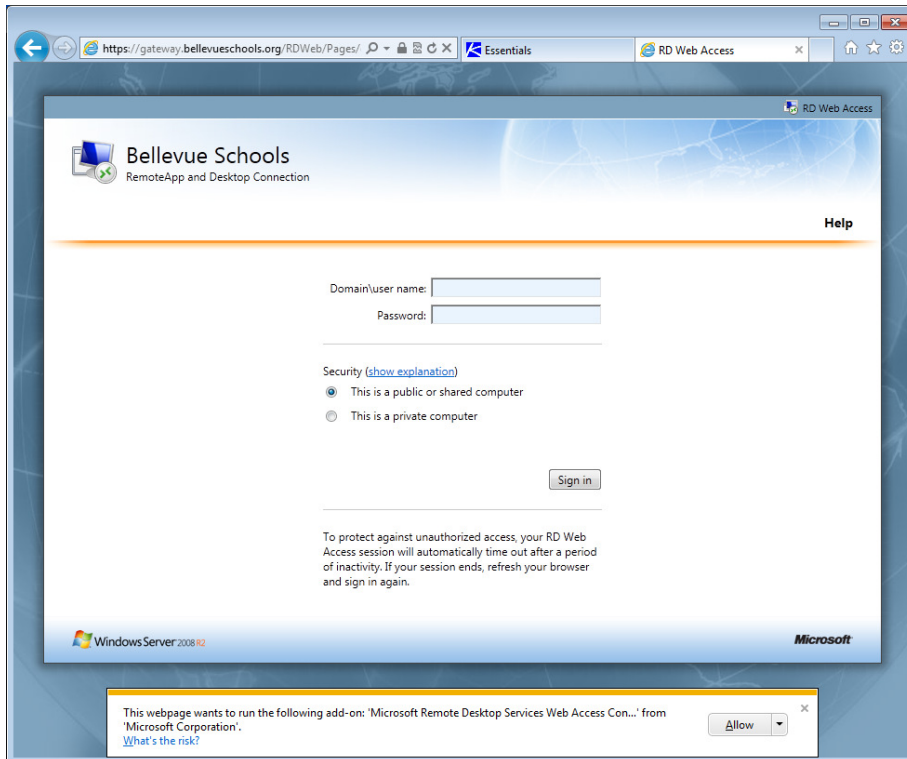 https://gateway.bellevueschools.org/RDWeb/Pages/
Essentials
RD Web Access
RD Web Access
Bellevue Schools
RemoteApp and Desktop Connection
Help
Domain\user name:
Password:
Security (show explanation)
This is a public or shared computer
This is a private computer
Sign in
To protect against unauthorized access, your RD Web
Access session will automatically time out after a period
of inactivity. If your session ends, refresh your browser
and sign in again.
Windows Server 2008 R2
Microsoft
This webpage wants to run the following add-on: 'Microsoft Remote Desktop Services Web Access Con...' from
'Microsoft Corporation'.
What's the risk?
Allow